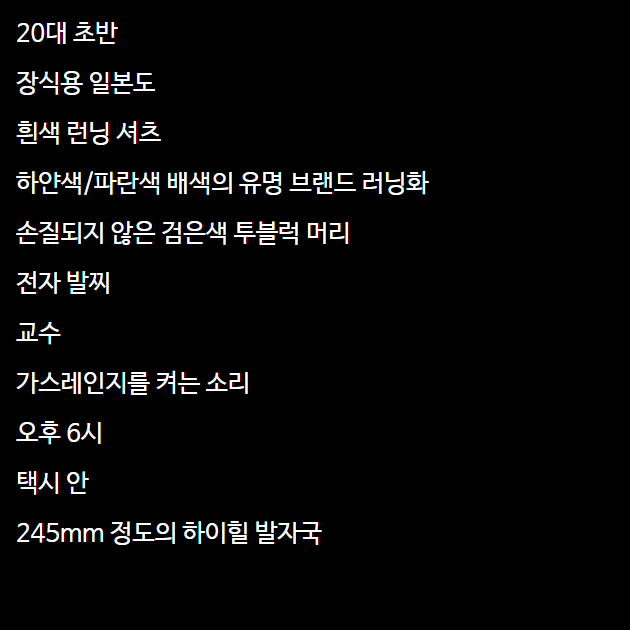 20대 초반
장식용 일본도
흰색 런닝 셔츠
하얀색/파란색 배색의 유명 브랜드 러닝화
손질되지 않은 검은색 투블럭 머리
전자 발찌
교수
가스레인지를 켜는 소리
오후 6시
택시 안
245mm 정도의 하이힐 발자국